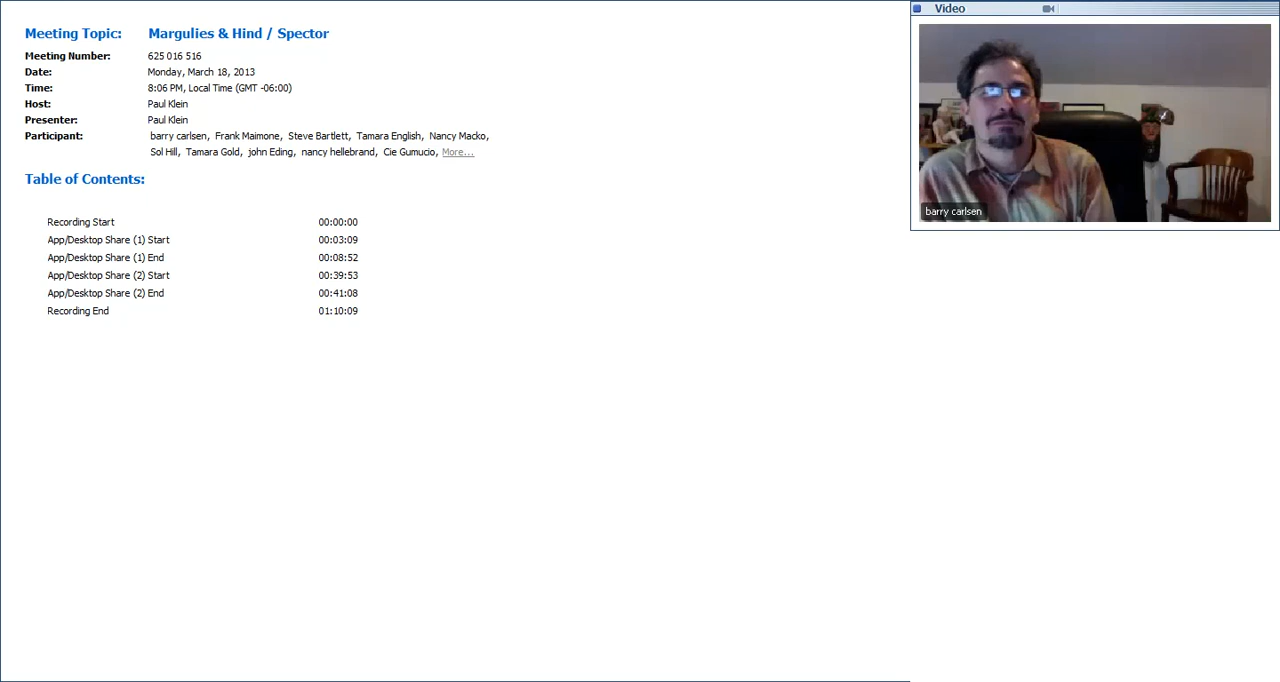 Meeting Topic: Margulies & Hind / Spector
Meeting Number: 625 016 516
Date: Monday, March 18, 2013
Time: 8:06 PM, Local Time (GMT -06:00)
Host: Paul Klein
Presenter: Paul Klein
Participant: barry carlsen, Frank Maimone, Steve Bartlett, Tamara English, Nancy Macko,
Sol Hill, Tamara Gold, john Eding, nancy hellebrand, Cie Gumucio, More...
Table of Contents:
Recording Start 00:00:00
App/Desktop Share (1) Start 00:03:09
App/Desktop Share (1) End 00:08:52
App/Desktop Share (2) Start 00:39:53
App/Desktop Share (2) End 00:41:08
Recording End 01:10:09
Video
barry carlsen